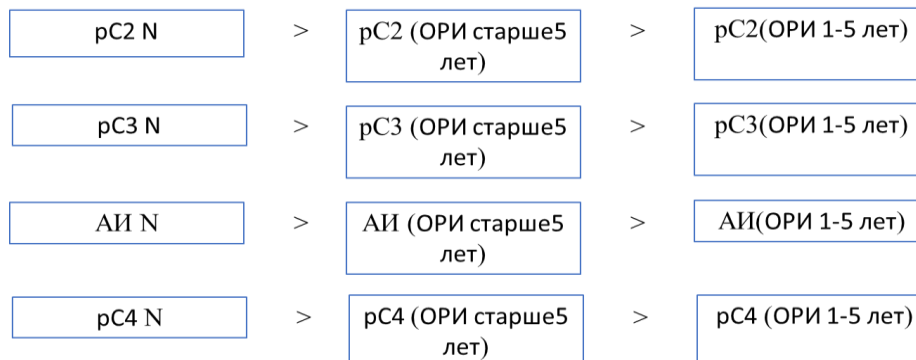 рС2 N > рС2 (ОРИ старше5 > рС2(ОРИ 1-5 лет)
лет)
рС3 N > рС3 (ОРИ старше5 > рС3(ОРИ 1-5 лет)
лет)
АИ N > АИ (ОРИ старше5 > АИ(ОРИ 1-5 лет)
лет)
рС4 N > рС4 (ОРИ старше5 > рС4 (ОРИ 1-5 лет)
лет)